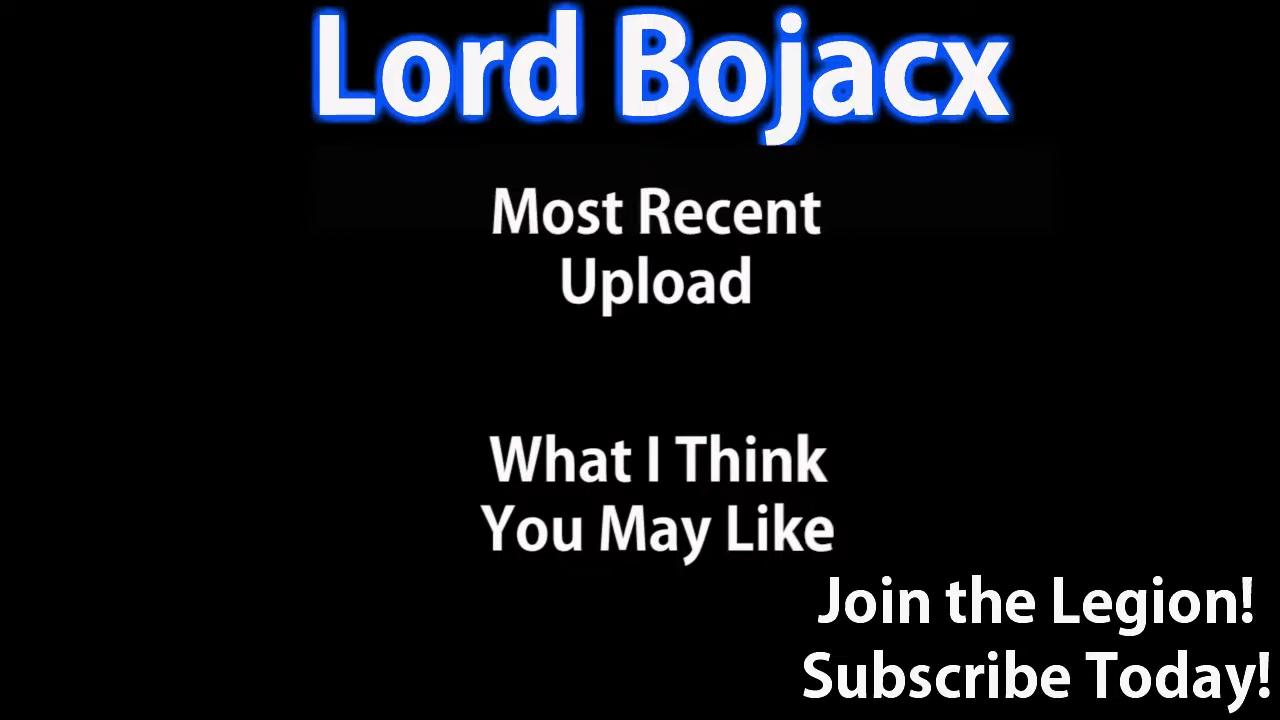 Lord Bojacx
Most Recent
Upload
What I Think
You May Like
Join the Legion!
Subscribe Today!